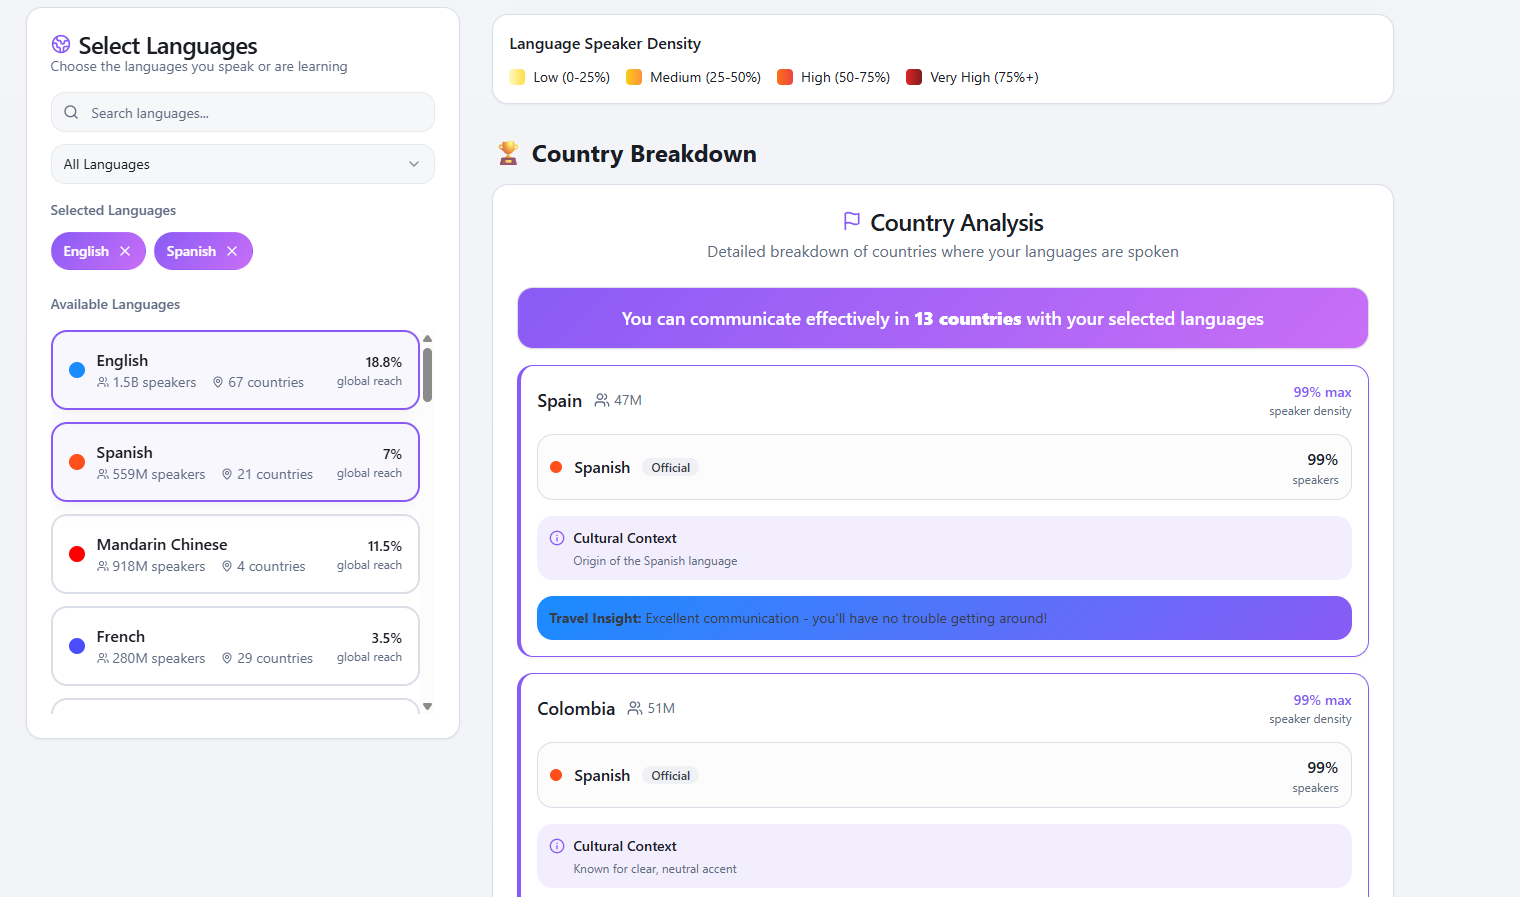 Select Languages
Choose the languages you speak or are learning
Search languages...
All Languages
Selected Languages
English
Spanish
Available Languages
English
18.8%
1.5B speakers
67 countries
global reach
Spanish
7%
559M speakers
21 countries
global reach
Mandarin Chinese
11.5%
918M speakers
4 countries
global reach
French
3.5%
280M speakers
29 countries
global reach
Language Speaker Density
Low (0-25%)
Medium (25-50%)
High (50-75%)
Very High (75%+)
Country Breakdown
Country Analysis
Detailed breakdown of countries where your languages are spoken
You can communicate effectively in 13 countries with your selected languages
Spain
47M
99% max
speaker density
Spanish
Official
99%
speakers
Cultural Context
Origin of the Spanish language
Travel Insight: Excellent communication - you'll have no trouble getting around!
Colombia
51M
99% max
speaker density
Spanish
Official
99%
speakers
Cultural Context
Known for clear, neutral accent